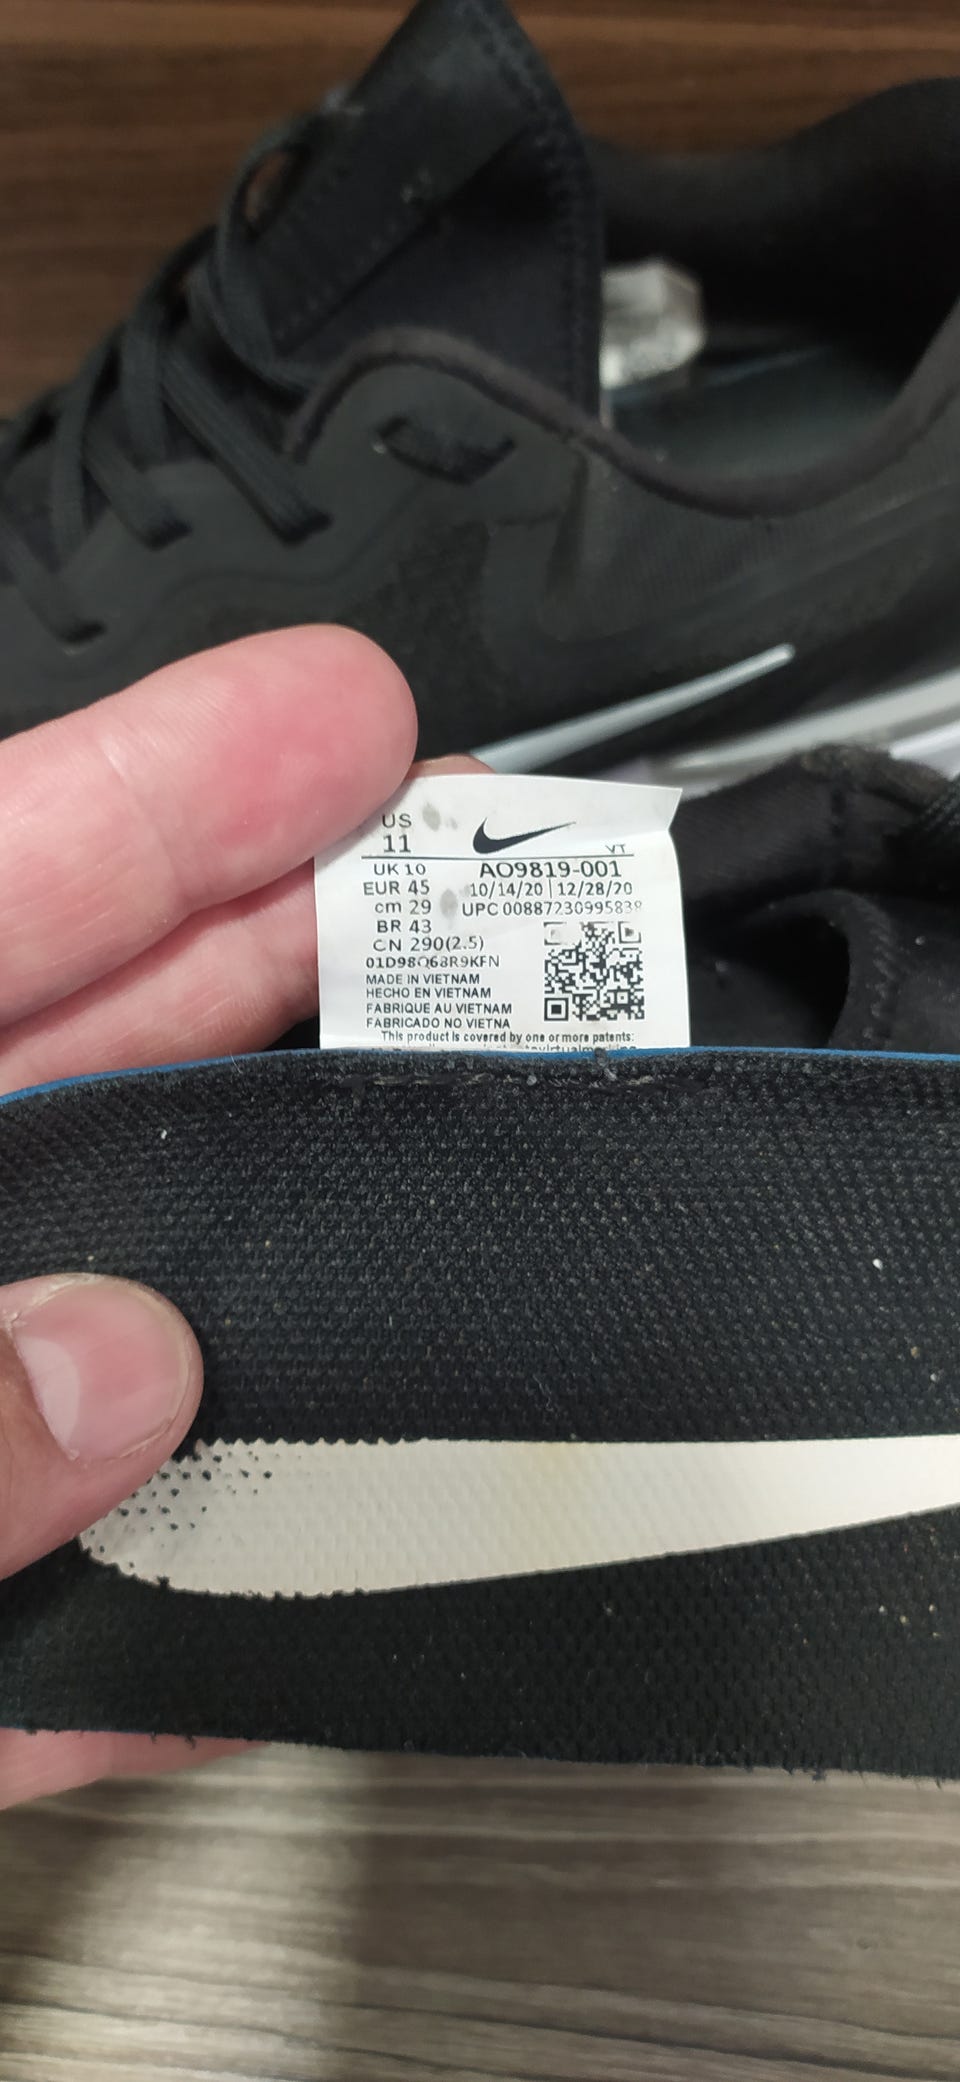 US
11
VT
UK 10 AO9819-001
EUR 45 10/14/20 | 12/28/20
cm 29 UPC 00887230995838
BR 43
CN 290(2.5)
01D98Q68R9KFN
MADE IN VIETNAM
HECHO EN VIETNAM
FABRIQUE AU VIETNAM
FABRICADO NO VIETNA
This product is covered by one or more patents: